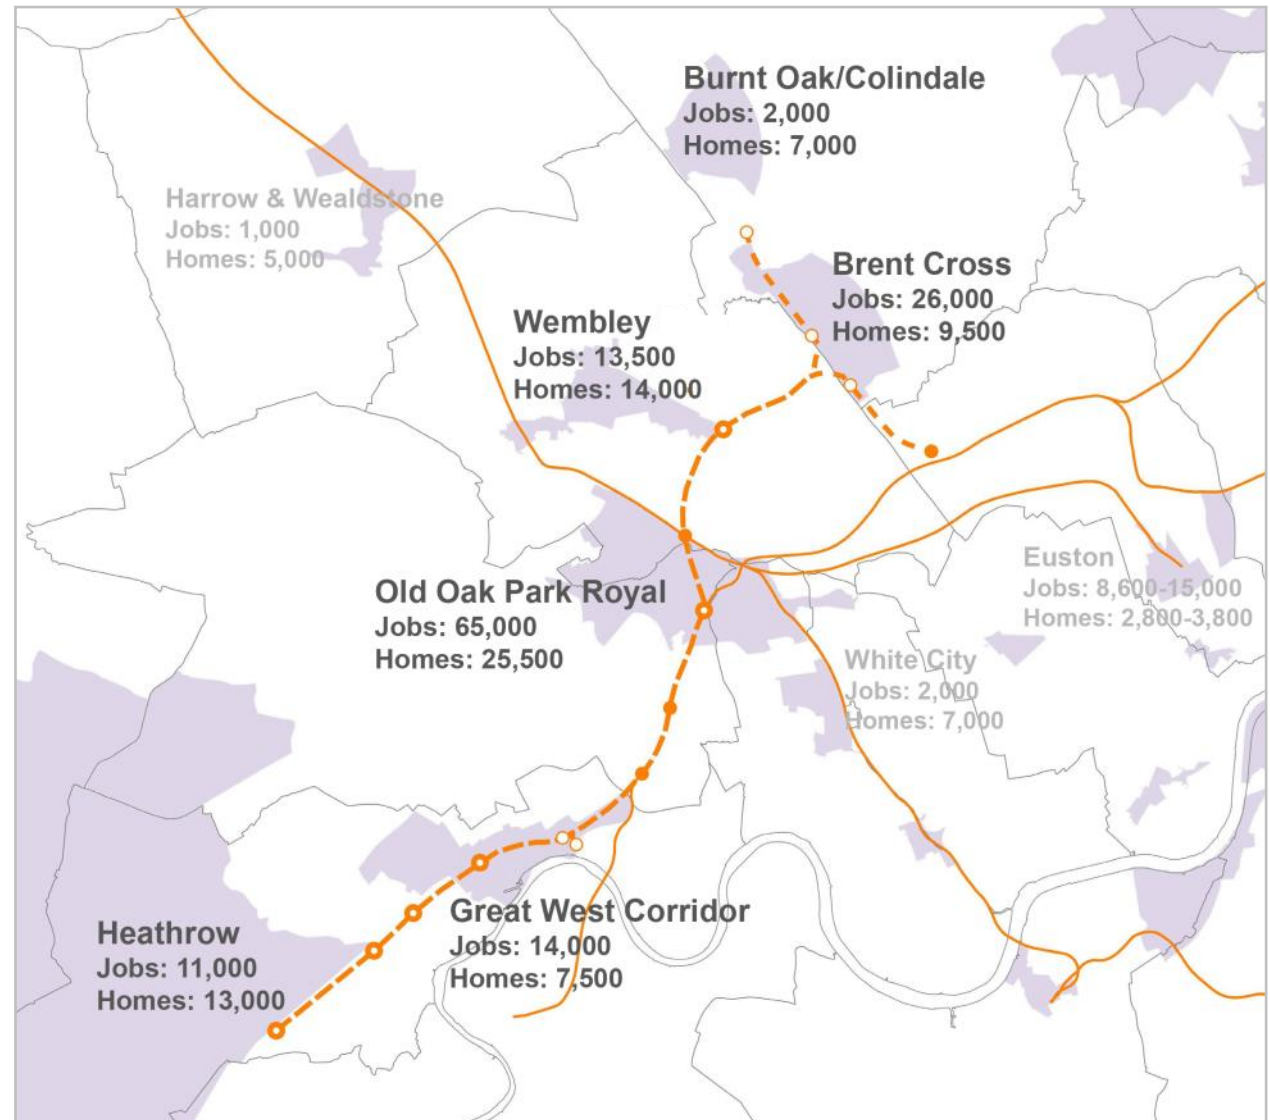 Burnt Oak/Colindale
Jobs: 2,000
Homes: 7,000
Harrow & Wealdstone
Jobs: 1,000
Homes: 5,000
Brent Cross
Jobs: 26,000
Homes: 9,500
Wembley
Jobs: 13,500
Homes: 14,000
Euston
Jobs: 8,600-15,000
Homes: 2,800-3,800
Old Oak Park Royal
Jobs: 65,000
Homes: 25,500
White City
Jobs: 2,000
Homes: 7,000
Great West Corridor
Jobs: 14,000
Homes: 7,500
Heathrow
Jobs: 11,000
Homes: 13,000